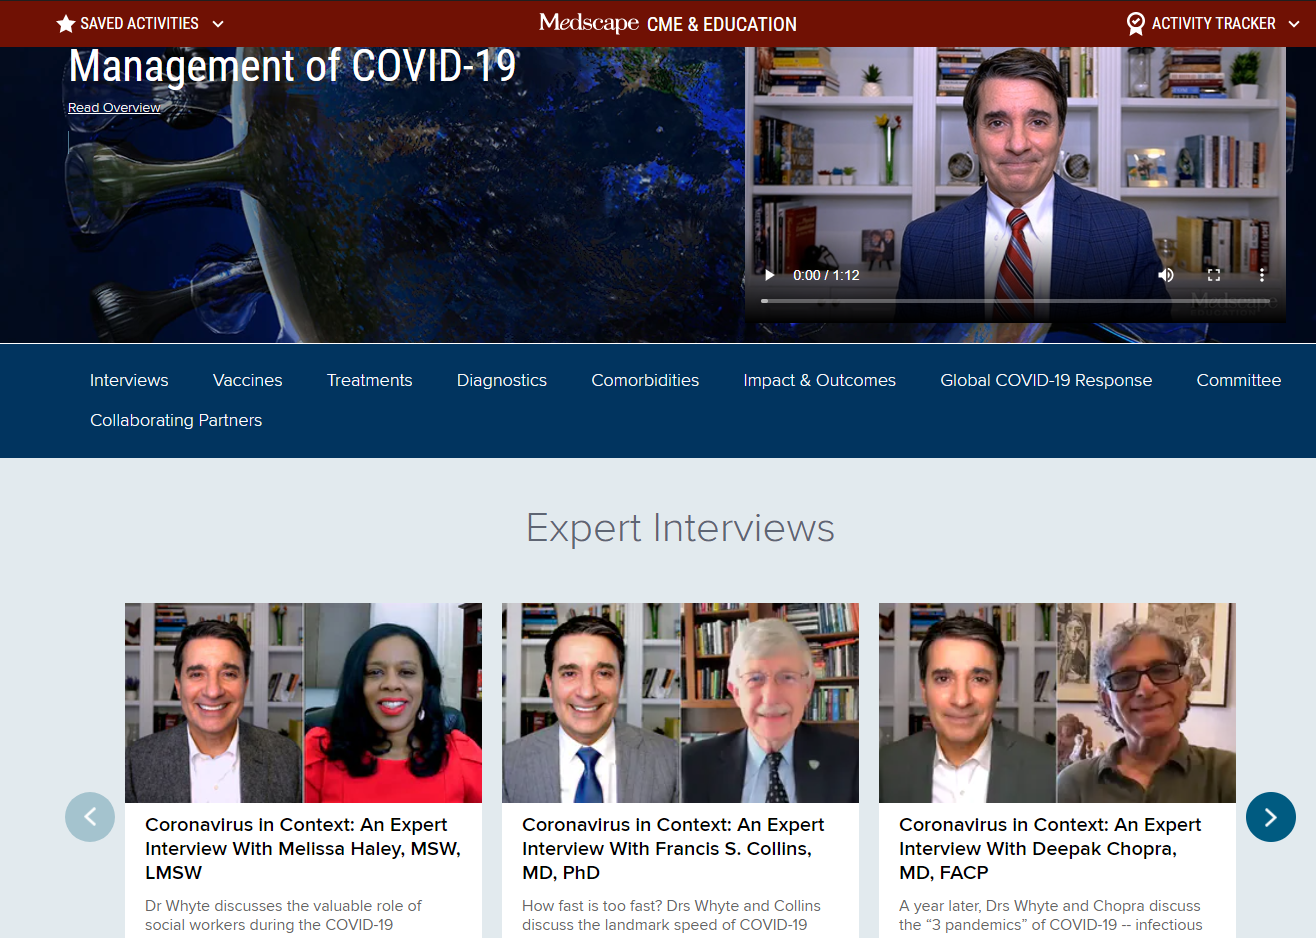 SAVED ACTIVITIES
Medscape CME & EDUCATION
ACTIVITY TRACKER
Management of COVID-19
Read Overview
0:00 / 1:12
Medscape
EDUCATION
Interviews
Vaccines
Treatments
Diagnostics
Comorbidities
Impact & Outcomes
Global COVID-19 Response
Committee
Collaborating Partners
Expert Interviews
Coronavirus in Context: An Expert
Interview With Melissa Haley, MSW,
LMSW
Dr Whyte discusses the valuable role of
social workers during the COVID-19
Coronavirus in Context: An Expert
Interview With Francis S. Collins,
MD, PhD
How fast is too fast? Drs Whyte and Collins
discuss the landmark speed of COVID-19
Coronavirus in Context: An Expert
Interview With Deepak Chopra,
MD, FACP
A year later, Drs Whyte and Chopra discuss
the “3 pandemics” of COVID-19 -- infectious